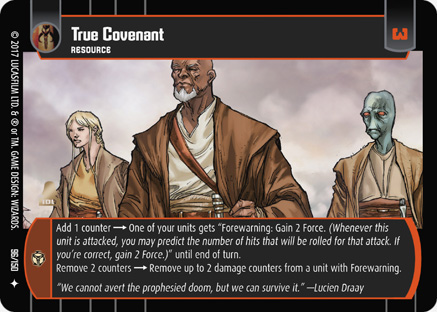 True Covenant
RESOURCE
Add 1 counter → One of your units gets “Forewarning: Gain 2 Force. (Whenever this
unit is attacked, you may predict the number of hits that will be rolled for that attack. If
you’re correct, gain 2 Force.)” until end of turn.
Remove 2 counters → Remove up to 2 damage counters from a unit with Forewarning.
“We cannot avert the prophesied doom, but we can survive it.” —Lucien Draay
© 2017 LUCASFILM LTD. & ® or TM. GAME DESIGN: WIZARDS.